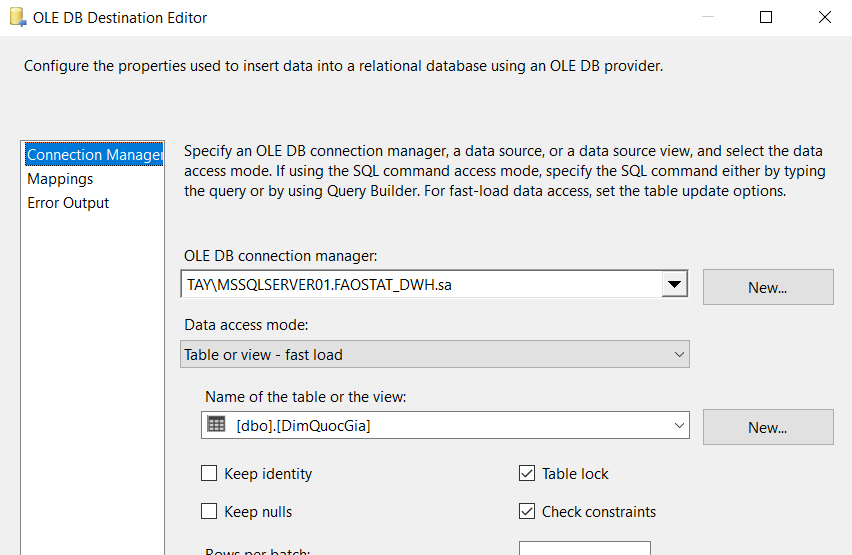 OLE DB Destination Editor
Configure the properties used to insert data into a relational database using an OLE DB provider.
Connection Manager
Mappings
Error Output
Specify an OLE DB connection manager, a data source, or a data source view, and select the data
access mode. If using the SQL command access mode, specify the SQL command either by typing
the query or by using Query Builder. For fast-load data access, set the table update options.
OLE DB connection manager:
TAY\MSSQLSERVER01.FAOSTAT_DWH.sa
New...
Data access mode:
Table or view - fast load
Name of the table or the view:
[dbo].[DimQuocGia]
New...
Keep identity
Table lock
Keep nulls
Check constraints
Rows per batch: